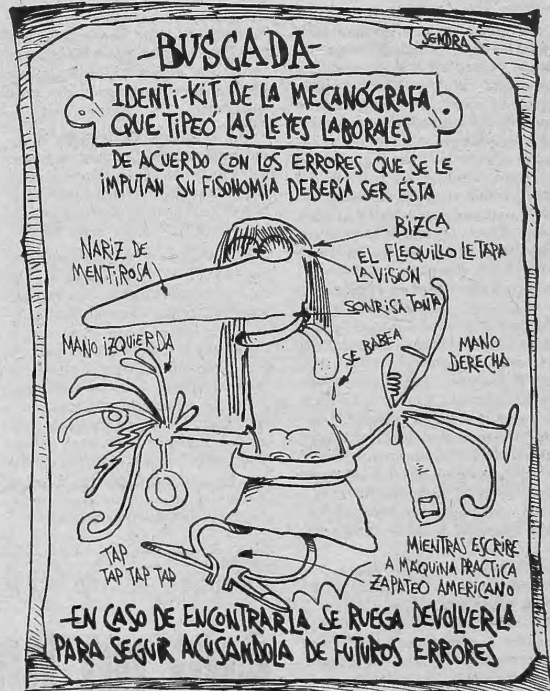 SENDRA
-BUSCADA-
IDENTI-KIT DE LA MECANÓGRAFA
QUE TIPEÓ LAS LEYES LABORALES
DE ACUERDO CON LOS ERRORES QUE SE LE
IMPUTAN SU FISONOMÍA DEBERÍA SER ÉSTA
NARIZ DE
MENTIROSA
BIZCA
EL FLEQUILLO LE TAPA
LA VISIÓN
SONRISA TONTA
MANO IZQUIERDA
SE BABEA
MANO
DERECHA
TAP
TAP TAP TAP
MIENTRAS ESCRIBE
A MÁQUINA PRACTICA
ZAPATEO AMERICANO
-EN CASO DE ENCONTRARLA SE RUEGA DEVOLVERLA
PARA SEGUIR ACUSÁNDOLA DE FUTUROS ERRORES